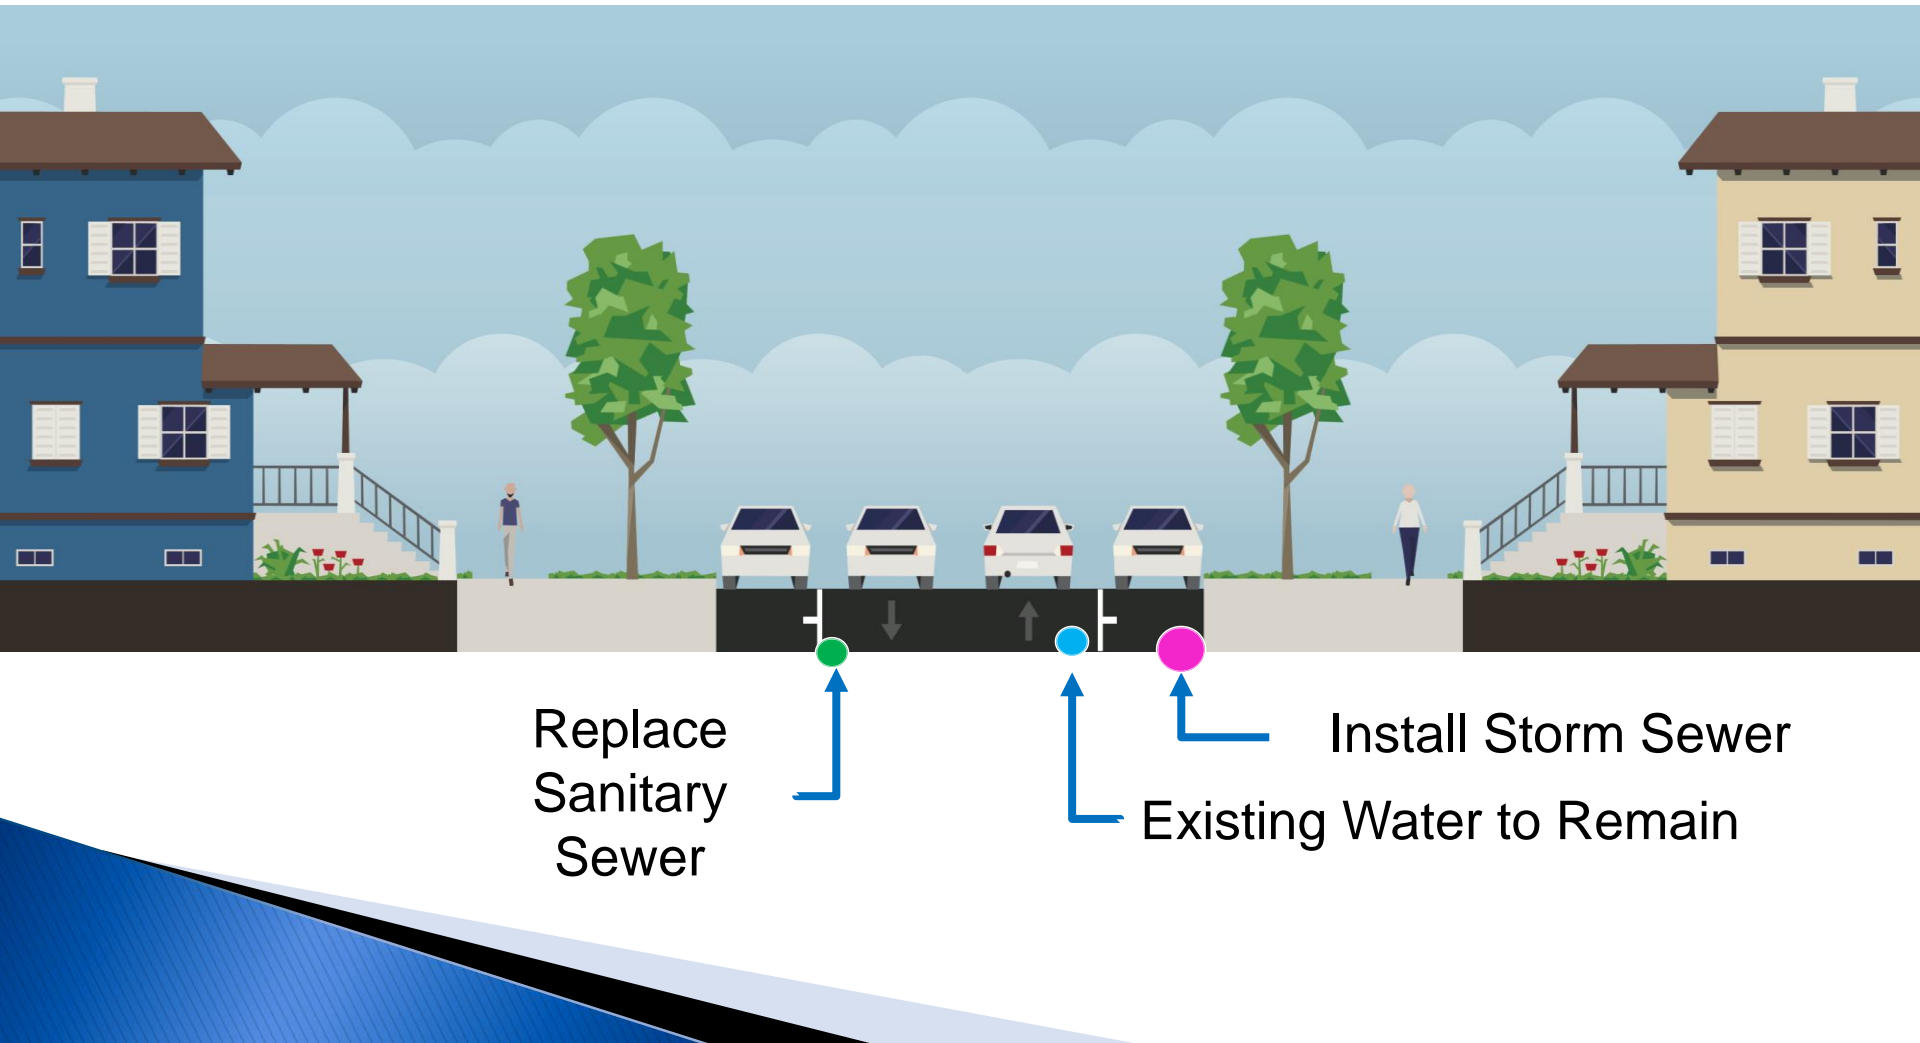 Replace
Sanitary
Sewer
Install Storm Sewer
Existing Water to Remain